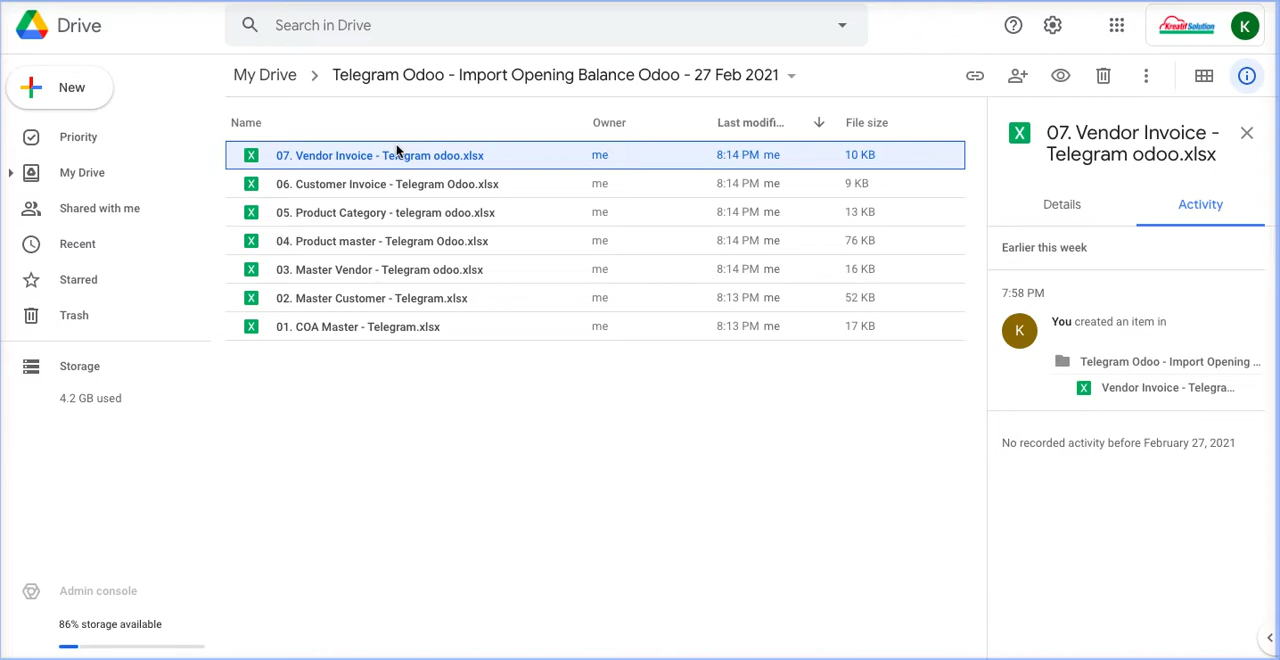 Drive
Search in Drive
Kreatif Solution
K
New
My Drive > Telegram Odoo - Import Opening Balance Odoo - 27 Feb 2021
Priority
My Drive
Shared with me
Recent
Starred
Trash
Storage
4.2 GB used
Admin console
86% storage available
Name Owner Last modifi... File size
07. Vendor Invoice - Telegram odoo.xlsx me 8:14 PM me 10 KB
06. Customer Invoice - Telegram Odoo.xlsx me 8:14 PM me 9 KB
05. Product Category - telegram odoo.xlsx me 8:14 PM me 13 KB
04. Product master - Telegram Odoo.xlsx me 8:14 PM me 76 KB
03. Master Vendor - Telegram odoo.xlsx me 8:14 PM me 16 KB
02. Master Customer - Telegram.xlsx me 8:13 PM me 52 KB
01. COA Master - Telegram.xlsx me 8:13 PM me 17 KB
07. Vendor Invoice -
Telegram odoo.xlsx
Details Activity
Earlier this week
7:58 PM
K
You created an item in
Telegram Odoo - Import Opening ...
Vendor Invoice - Telegra...
No recorded activity before February 27, 2021